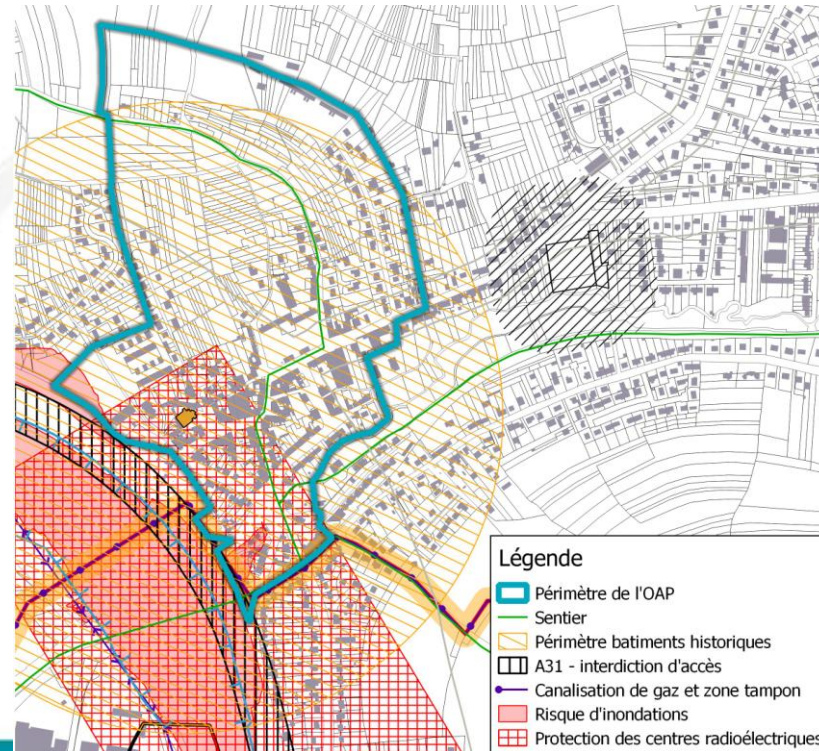 Légende
Périmètre de l'OAP
Sentier
Périmètre batiments historiques
A31 - interdiction d'accès
Canalisation de gaz et zone tampon
Risque d'inondations
Protection des centres radioélectriques